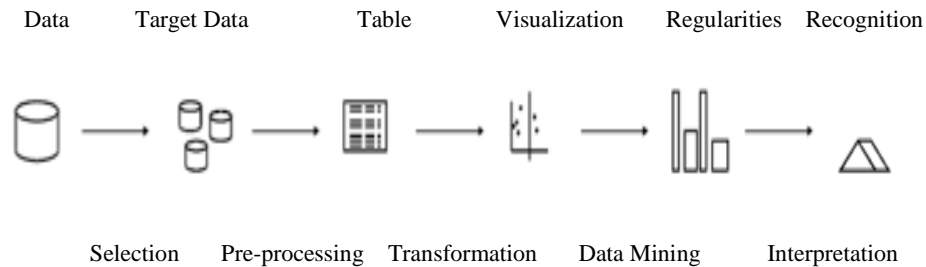 Data Target Data Table Visualization Regularities Recognition
Selection Pre-processing Transformation Data Mining Interpretation